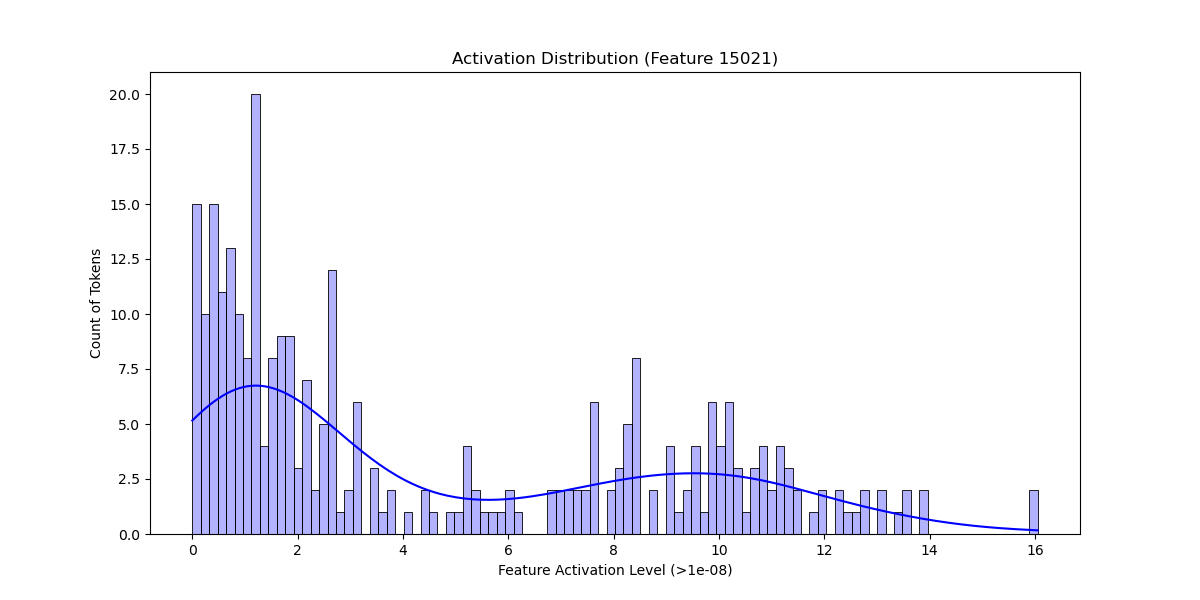 Activation Distribution (Feature 15021)
20.0
17.5
15.0
12.5
10.0
7.5
5.0
2.5
0.0
Count of Tokens
0 2 4 6 8 10 12 14 16
Feature Activation Level (>1e-08)